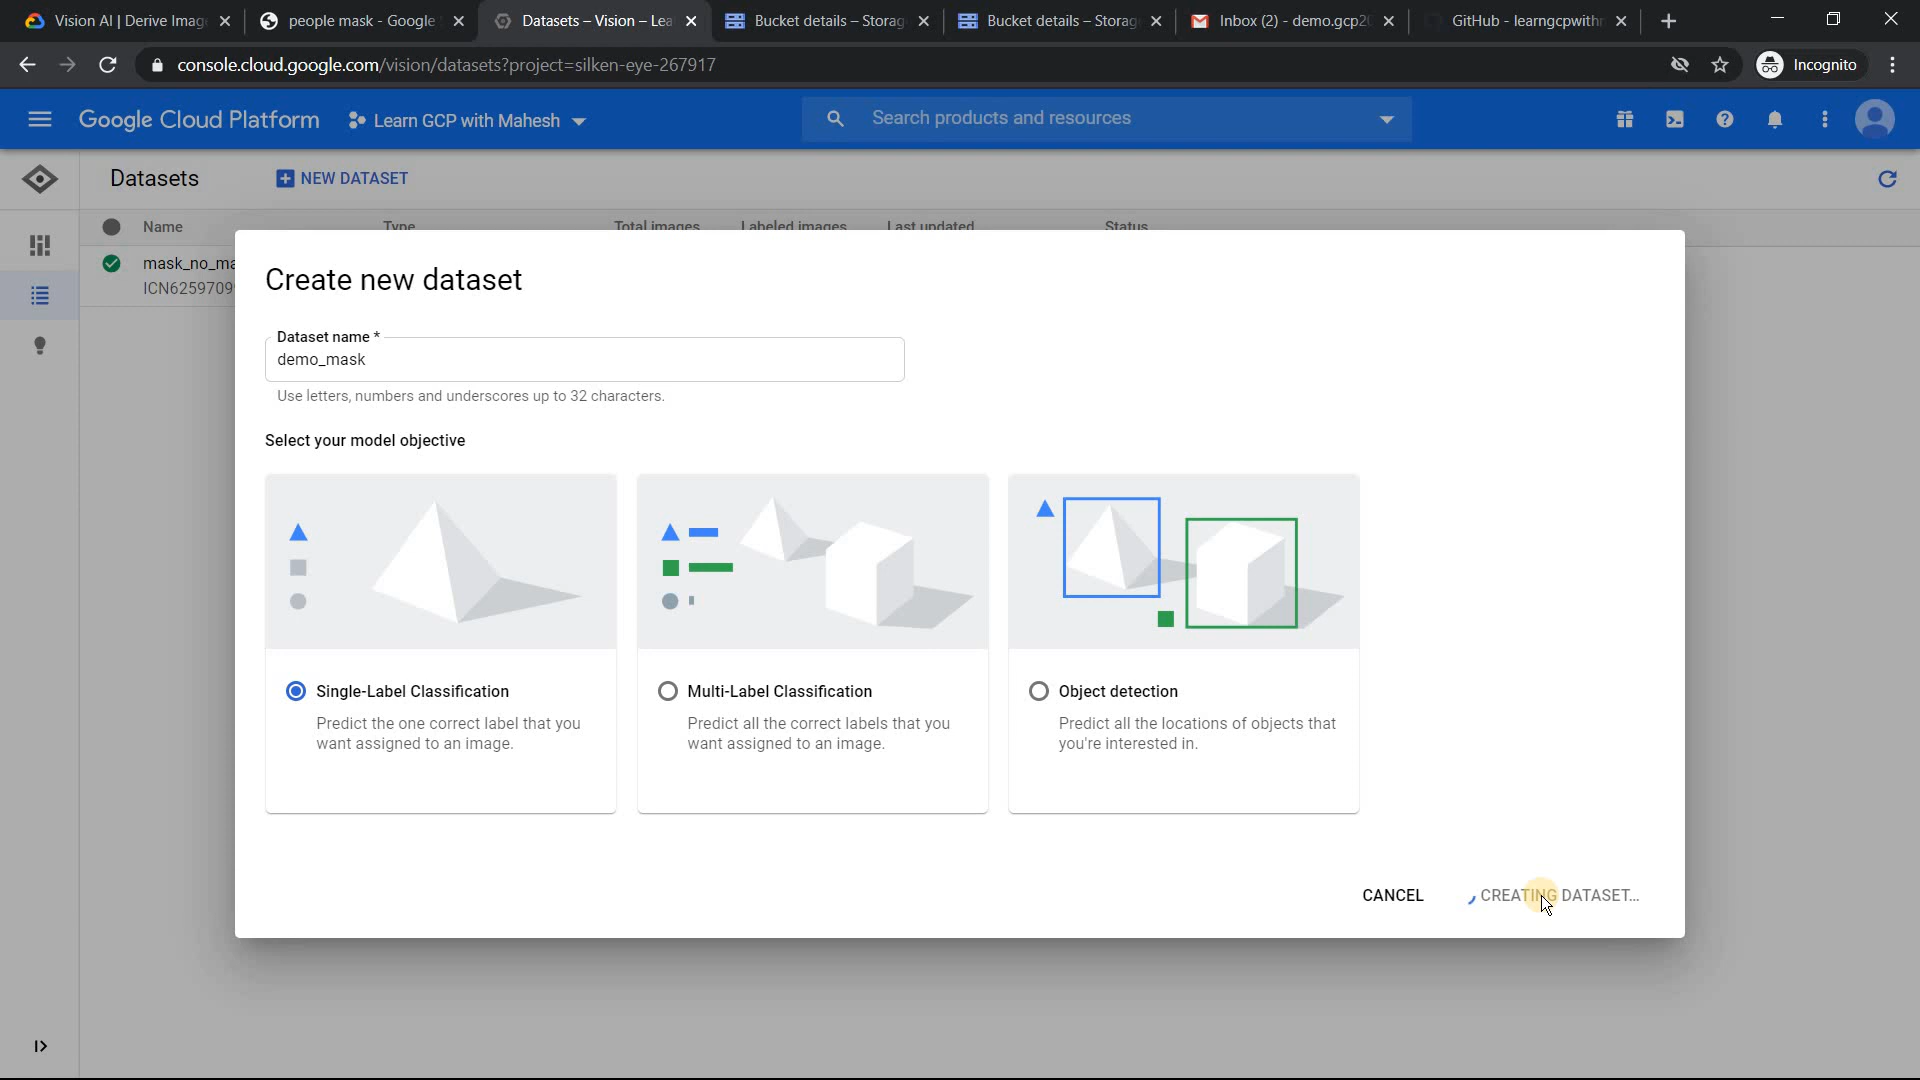 Vision AI | Derive Image
people mask - Google
Datasets – Vision – Lea
Bucket details – Storag
Bucket details – Storag
Inbox (2) - demo.gcp2
GitHub - learngcpwith
console.cloud.google.com/vision/datasets?project=silken-eye-267917
Incognito
Google Cloud Platform
Learn GCP with Mahesh
Search products and resources
Datasets
NEW DATASET
Name
Type
Total images
Labeled images
Last updated
Status
mask_no_ma
ICN6259709
Create new dataset
Dataset name *
demo_mask
Use letters, numbers and underscores up to 32 characters.
Select your model objective
Single-Label Classification
Predict the one correct label that you
want assigned to an image.
Multi-Label Classification
Predict all the correct labels that you
want assigned to an image.
Object detection
Predict all the locations of objects that
you're interested in.
CANCEL
CREATING DATASET...